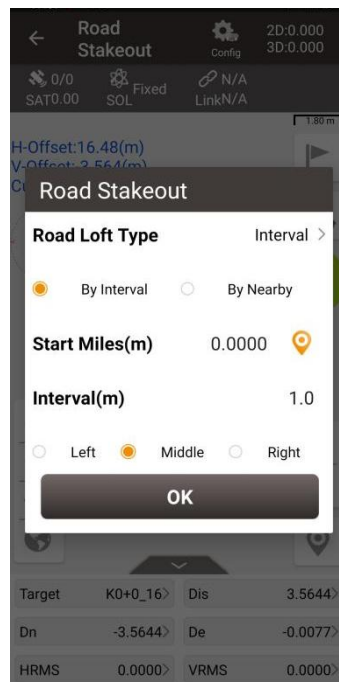 Road Stakeout
Config
2D:0.000
3D:0.000
0/0
SAT0.00
SOL Fixed
N/A
LinkN/A
1.80 m
H-Offset:16.48(m)
V-Offset:-3.564(m)
Road Stakeout
Road Loft Type Interval >
By Interval By Nearby
Start Miles(m) 0.0000
Interval(m) 1.0
Left Middle Right
OK
Target K0+0_16> Dis 3.5644>
Dn -3.5644> De -0.0077>
HRMS 0.0000> VRMS 0.0000>